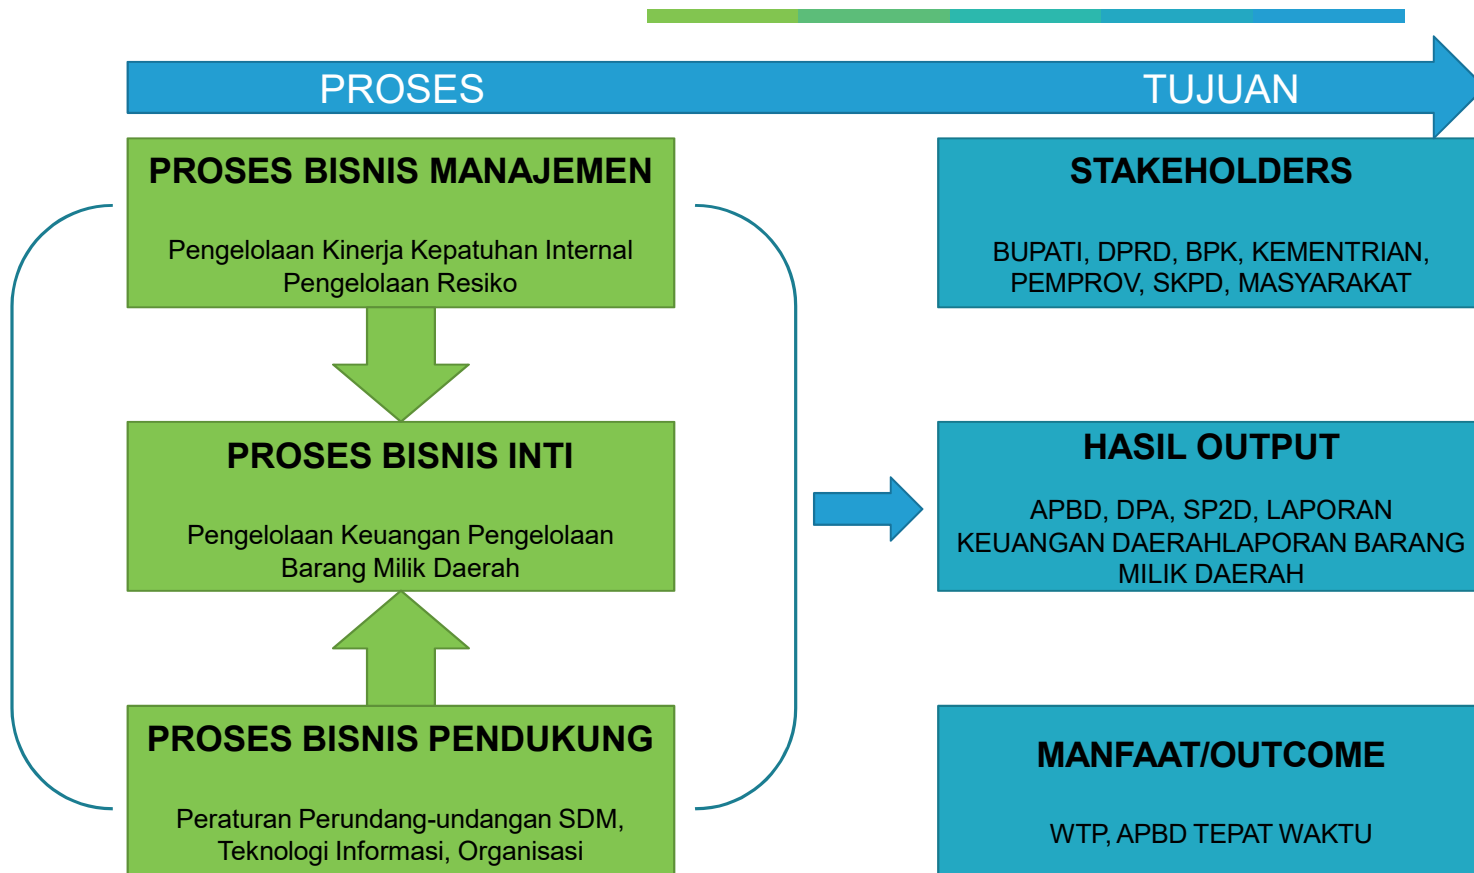 PROSES
TUJUAN
PROSES BISNIS MANAJEMEN
Pengelolaan Kinerja Kepatuhan Internal
Pengelolaan Resiko
STAKEHOLDERS
BUPATI, DPRD, BPK, KEMENTRIAN,
PEMPROV, SKPD, MASYARAKAT
PROSES BISNIS INTI
Pengelolaan Keuangan Pengelolaan
Barang Milik Daerah
HASIL OUTPUT
APBD, DPA, SP2D, LAPORAN
KEUANGAN DAERAHLAPORAN BARANG
MILIK DAERAH
PROSES BISNIS PENDUKUNG
Peraturan Perundang-undangan SDM,
Teknologi Informasi, Organisasi
MANFAAT/OUTCOME
WTP, APBD TEPAT WAKTU